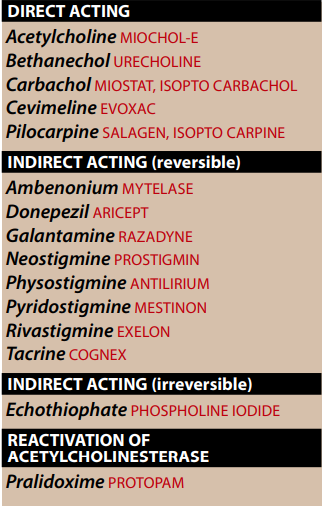 DIRECT ACTING
Acetylcholine MIOCHOL-E
Bethanechol URECHOLINE
Carbachol MIOSTAT, ISOPTO CARBACHOL
Cevimeline EVOXAC
Pilocarpine SALAGEN, ISOPTO CARPINE
INDIRECT ACTING (reversible)
Ambenonium MYTELASE
Donepezil ARICEPT
Galantamine RAZADYNE
Neostigmine PROSTIGMIN
Physostigmine ANTILIRIUM
Pyridostigmine MESTINON
Rivastigmine EXELON
Tacrine COGNEX
INDIRECT ACTING (irreversible)
Echothiophate PHOSPHOLINE IODIDE
REACTIVATION OF
ACETYLCHOLINESTERASE
Pralidoxime PROTOPAM